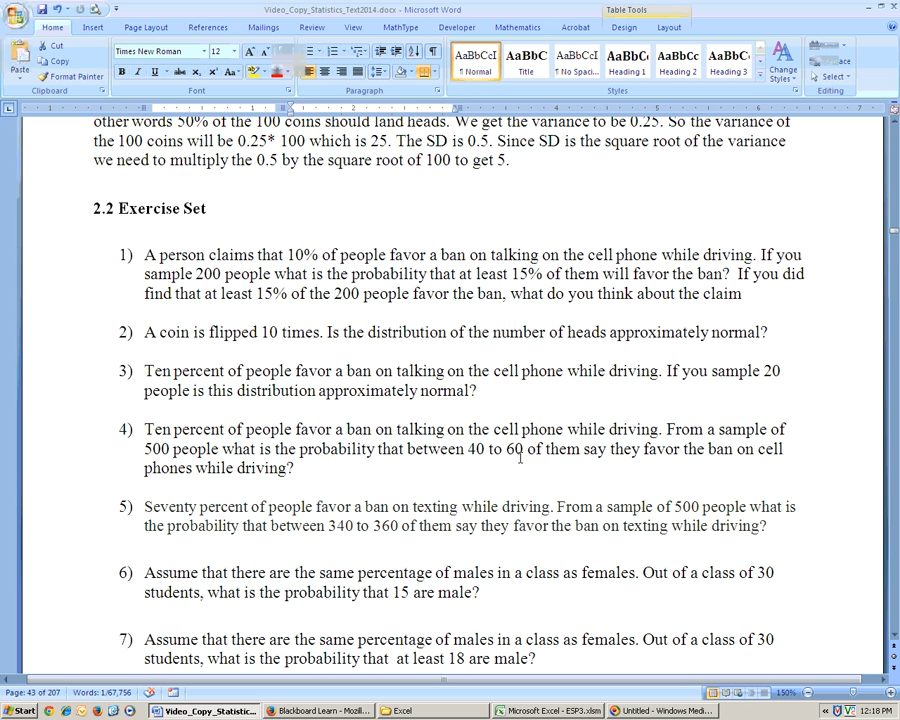 Video_Copy_Statistics_Text2014.docx - Microsoft Word
Table Tools
Home Insert Page Layout References Mailings Review View MathType Developer Mathematics Acrobat Design Layout
Paste
Cut
Copy
Format Painter
Clipboard
Times New Roman 12
B I U abc x₂ x² Aa
Font
Paragraph
AaBbCcI AaBbC AaBbCcI AaBbC AaBbCc AaBbC
¶ Normal Title ¶ No Spaci... Heading 1 Heading 2 Heading 3
Styles
Change Styles
Select
Editing
other words 50% of the 100 coins should land heads. We get the variance to be 0.25. So the variance of
the 100 coins will be 0.25* 100 which is 25. The SD is 0.5. Since SD is the square root of the variance
we need to multiply the 0.5 by the square root of 100 to get 5.
2.2 Exercise Set
1) A person claims that 10% of people favor a ban on talking on the cell phone while driving. If you
sample 200 people what is the probability that at least 15% of them will favor the ban? If you did
find that at least 15% of the 200 people favor the ban, what do you think about the claim
2) A coin is flipped 10 times. Is the distribution of the number of heads approximately normal?
3) Ten percent of people favor a ban on talking on the cell phone while driving. If you sample 20
people is this distribution approximately normal?
4) Ten percent of people favor a ban on talking on the cell phone while driving. From a sample of
500 people what is the probability that between 40 to 60 of them say they favor the ban on cell
phones while driving?
5) Seventy percent of people favor a ban on texting while driving. From a sample of 500 people what is
the probability that between 340 to 360 of them say they favor the ban on texting while driving?
6) Assume that there are the same percentage of males in a class as females. Out of a class of 30
students, what is the probability that 15 are male?
7) Assume that there are the same percentage of males in a class as females. Out of a class of 30
students, what is the probability that at least 18 are male?
Page: 43 of 207 Words: 1/67,756 150%
Start Video_Copy_Statistic... Blackboard Learn - Mozil... Excel Microsoft Excel - ESP3.xlsm Untitled - Windows Medi... 12:18 PM